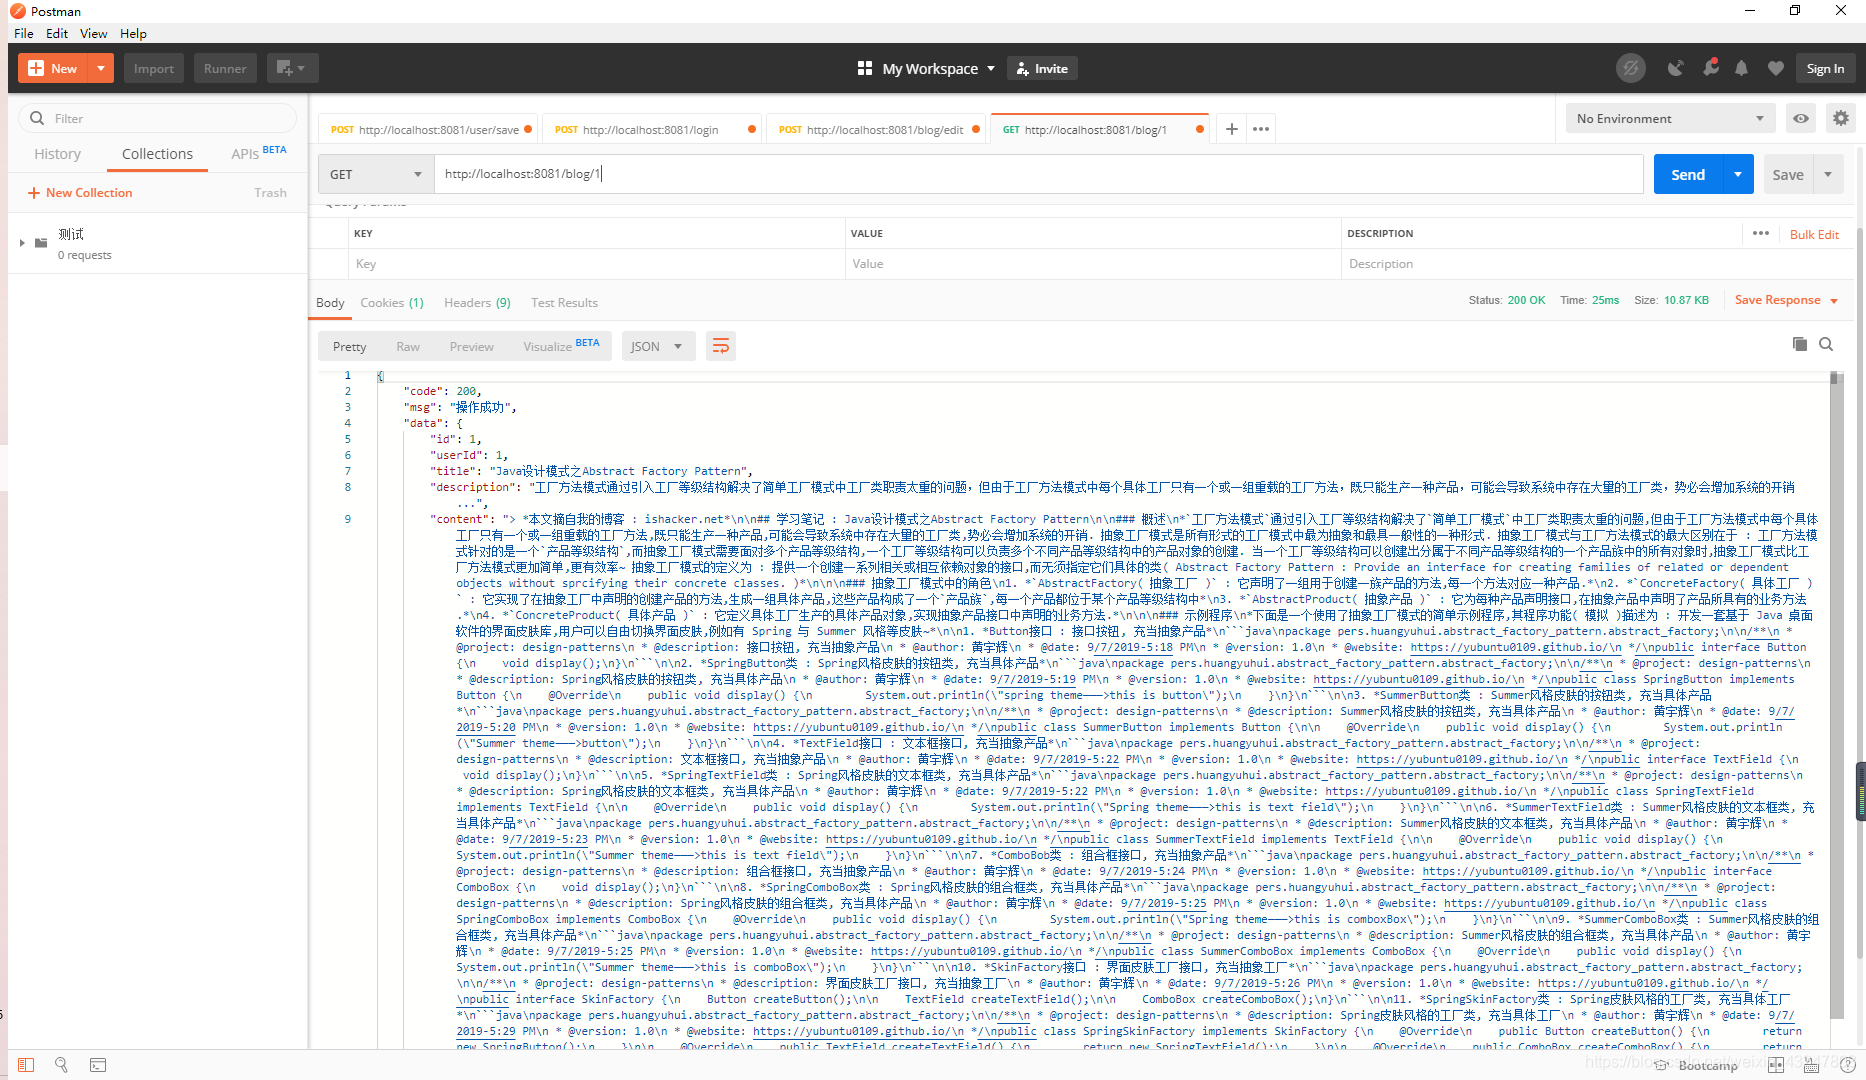 Postman
File Edit View Help
New Import Runner My Workspace Invite Sign In
Filter
History Collections APIs BETA
New Collection Trash
测试
0 requests
POST http://localhost:8081/user/save POST http://localhost:8081/login POST http://localhost:8081/blog/edit GET http://localhost:8081/blog/1 No Environment
GET http://localhost:8081/blog/1 Send Save
Query Params
KEY VALUE DESCRIPTION Bulk Edit
Key Value Description
Body Cookies (1) Headers (9) Test Results Status: 200 OK Time: 25ms Size: 10.87 KB Save Response
Pretty Raw Preview Visualize BETA JSON
1 {
2 "code": 200,
3 "msg": "操作成功",
4 "data": {
5 "id": 1,
6 "userId": 1,
7 "title": "Java设计模式之Abstract Factory Pattern",
8 "description": "工厂方法模式通过引入工厂等级结构解决了简单工厂模式中工厂类职责太重的问题，但由于工厂方法模式中每个具体工厂只有一个或一组重载的工厂方法，既只能生产一种产品，可能会导致系统中存在大量的工厂类，势必会增加系统的开销
...",
9 "content": "> *本文摘自我的博客 : ishacker.net*\n\n## 学习笔记 : Java设计模式之Abstract Factory Pattern\n\n### 概述\n*`工厂方法模式`通过引入工厂等级结构解决了`简单工厂模式`中工厂类职责太重的问题,但由于工厂方法模式中每个具体
工厂只有一个或一组重载的工厂方法,既只能生产一种产品,可能会导致系统中存在大量的工厂类,势必会增加系统的开销. 抽象工厂模式是所有形式的工厂模式中最为抽象和最具一般性的一种形式. 抽象工厂模式与工厂方法模式的最大区别在于 : 工厂方法模
式针对的是一个`产品等级结构`,而抽象工厂模式需要面对多个产品等级结构,一个工厂等级结构可以负责多个不同产品等级结构中的产品对象的创建. 当一个工厂等级结构可以创建出分属于不同产品等级结构的一个产品族中的所有对象时,抽象工厂模式比工
厂方法模式更加简单,更有效率~ 抽象工厂模式的定义为 : 提供一个创建一系列相关或相互依赖对象的接口,而无须指定它们具体的类( Abstract Factory Pattern : Provide an interface for creating families of related or dependent
objects without sprcifying their concrete classes. )*\n\n\n### 抽象工厂模式中的角色\n1. *`AbstractFactory( 抽象工厂 )` : 它声明了一组用于创建一族产品的方法,每一个方法对应一种产品.*\n2. *`ConcreteFactory( 具体工厂 )
` : 它实现了在抽象工厂中声明的创建产品的方法,生成一组具体产品,这些产品构成了一个`产品族`,每一个产品都位于某个产品等级结构中*\n3. *`AbstractProduct( 抽象产品 )` : 它为每种产品声明接口,在抽象产品中声明了产品所具有的业务方法
.*\n4. *`ConcreteProduct( 具体产品 )` : 它定义具体工厂生产的具体产品对象,实现抽象产品接口中声明的业务方法.*\n\n\n### 示例程序\n*下面是一个使用了抽象工厂模式的简单示例程序,其程序功能( 模拟 )描述为 : 开发一套基于 Java 桌面
软件的界面皮肤库,用户可以自由切换界面皮肤,例如有 Spring 与 Summer 风格等皮肤~*\n\n1. *Button接口 : 接口按钮, 充当抽象产品*\n```java\npackage pers.huangyuhui.abstract_factory_pattern.abstract_factory;\n\n/**\n *
@project: design-patterns\n * @description: 接口按钮, 充当抽象产品\n * @author: 黄宇辉\n * @date: 9/7/2019-5:18 PM\n * @version: 1.0\n * @website: https://yubuntu0109.github.io/\n */\npublic interface Button
{\n    void display();\n}\n```\n\n2. *SpringButton类 : Spring风格皮肤的按钮类, 充当具体产品*\n```java\npackage pers.huangyuhui.abstract_factory_pattern.abstract_factory;\n\n/**\n * @project: design-patterns\n
* @description: Spring风格皮肤的按钮类, 充当具体产品\n * @author: 黄宇辉\n * @date: 9/7/2019-5:19 PM\n * @version: 1.0\n * @website: https://yubuntu0109.github.io/\n */\npublic class SpringButton implements
Button {\n    @Override\n    public void display() {\n        System.out.println(\"spring theme——>this is button\");\n    }\n}\n```\n\n3. *SummerButton类 : Summer风格皮肤的按钮类, 充当具体产品
*\n```java\npackage pers.huangyuhui.abstract_factory_pattern.abstract_factory;\n\n/**\n * @project: design-patterns\n * @description: Summer风格皮肤的按钮类, 充当具体产品\n * @author: 黄宇辉\n * @date: 9/7/
2019-5:20 PM\n * @version: 1.0\n * @website: https://yubuntu0109.github.io/\n */\npublic class SummerButton implements Button {\n\n    @Override\n    public void display() {\n        System.out.println
(\"Summer theme——>button\");\n    }\n}\n```\n\n4. *TextField接口 : 文本框接口, 充当抽象产品*\n```java\npackage pers.huangyuhui.abstract_factory_pattern.abstract_factory;\n\n/**\n * @project:
design-patterns\n * @description: 文本框接口, 充当抽象产品\n * @author: 黄宇辉\n * @date: 9/7/2019-5:22 PM\n * @version: 1.0\n * @website: https://yubuntu0109.github.io/\n */\npublic interface TextField {\n
void display();\n}\n```\n\n5. *SpringTextField类 : Spring风格皮肤的文本框类, 充当具体产品*\n```java\npackage pers.huangyuhui.abstract_factory_pattern.abstract_factory;\n\n/**\n * @project: design-patterns\n
* @description: Spring风格皮肤的文本框类, 充当具体产品\n * @author: 黄宇辉\n * @date: 9/7/2019-5:22 PM\n * @version: 1.0\n * @website: https://yubuntu0109.github.io/\n */\npublic class SpringTextField
implements TextField {\n\n    @Override\n    public void display() {\n        System.out.println(\"Spring theme——>this is text field\");\n    }\n}\n```\n\n6. *SummerTextField类 : Summer风格皮肤的文本框类, 充
当具体产品*\n```java\npackage pers.huangyuhui.abstract_factory_pattern.abstract_factory;\n\n/**\n * @project: design-patterns\n * @description: Summer风格皮肤的文本框类, 充当具体产品\n * @author: 黄宇辉\n *
@date: 9/7/2019-5:23 PM\n * @version: 1.0\n * @website: https://yubuntu0109.github.io/\n */\npublic class SummerTextField implements TextField {\n    @Override\n    public void display() {\n
System.out.println(\"Summer theme——>this is text field\");\n    }\n}\n```\n\n7. *ComboBob类 : 组合框接口, 充当抽象产品*\n```java\npackage pers.huangyuhui.abstract_factory_pattern.abstract_factory;\n\n/**\n *
@project: design-patterns\n * @description: 组合框接口, 充当抽象产品\n * @author: 黄宇辉\n * @date: 9/7/2019-5:24 PM\n * @version: 1.0\n * @website: https://yubuntu0109.github.io/\n */\npublic interface
ComboBox {\n    void display();\n}\n```\n\n8. *SpringComboBox类 : Spring风格皮肤的组合框类, 充当具体产品*\n```java\npackage pers.huangyuhui.abstract_factory_pattern.abstract_factory;\n\n/**\n * @project:
design-patterns\n * @description: Spring风格皮肤的组合框类, 充当具体产品\n * @author: 黄宇辉\n * @date: 9/7/2019-5:25 PM\n * @version: 1.0\n * @website: https://yubuntu0109.github.io/\n */\npublic class
SpringComboBox implements ComboBox {\n    @Override\n    public void display() {\n        System.out.println(\"Spring theme——>this is comboxBox\");\n    }\n}\n```\n\n9. *SummerComboBox类 : Summer风格皮肤的组
合框类, 充当具体产品*\n```java\npackage pers.huangyuhui.abstract_factory_pattern.abstract_factory;\n\n/**\n * @project: design-patterns\n * @description: Summer风格皮肤的组合框类, 充当具体产品\n * @author: 黄宇
辉\n * @date: 9/7/2019-5:25 PM\n * @version: 1.0\n * @website: https://yubuntu0109.github.io/\n */\npublic class SummerComboBox implements ComboBox {\n    @Override\n    public void display() {\n
System.out.println(\"Summer theme——>this is comboBox\");\n    }\n}\n```\n\n10. *SkinFactory接口 : 界面皮肤工厂接口, 充当抽象工厂*\n```java\npackage pers.huangyuhui.abstract_factory_pattern.abstract_factory;
\n\n/**\n * @project: design-patterns\n * @description: 界面皮肤工厂接口, 充当抽象工厂\n * @author: 黄宇辉\n * @date: 9/7/2019-5:26 PM\n * @version: 1.0\n * @website: https://yubuntu0109.github.io/\n */
\npublic interface SkinFactory {\n    Button createButton();\n\n    TextField createTextField();\n\n    ComboBox createComboBox();\n}\n```\n\n11. *SpringSkinFactory类 : Spring皮肤风格的工厂类, 充当具体工厂
*\n```java\npackage pers.huangyuhui.abstract_factory_pattern.abstract_factory;\n\n/**\n * @project: design-patterns\n * @description: Spring皮肤风格的工厂类, 充当具体工厂\n * @author: 黄宇辉\n * @date: 9/7/
2019-5:29 PM\n * @version: 1.0\n * @website: https://yubuntu0109.github.io/\n */\npublic class SpringSkinFactory implements SkinFactory {\n    @Override\n    public Button createButton() {\n        return
new SpringButton();\n    }\n\n    @Override\n    public TextField createTextField() {\n        return new SpringTextField();\n    }\n\n    @Override\n    public ComboBox createComboBox() {\n        return
Bootcamp